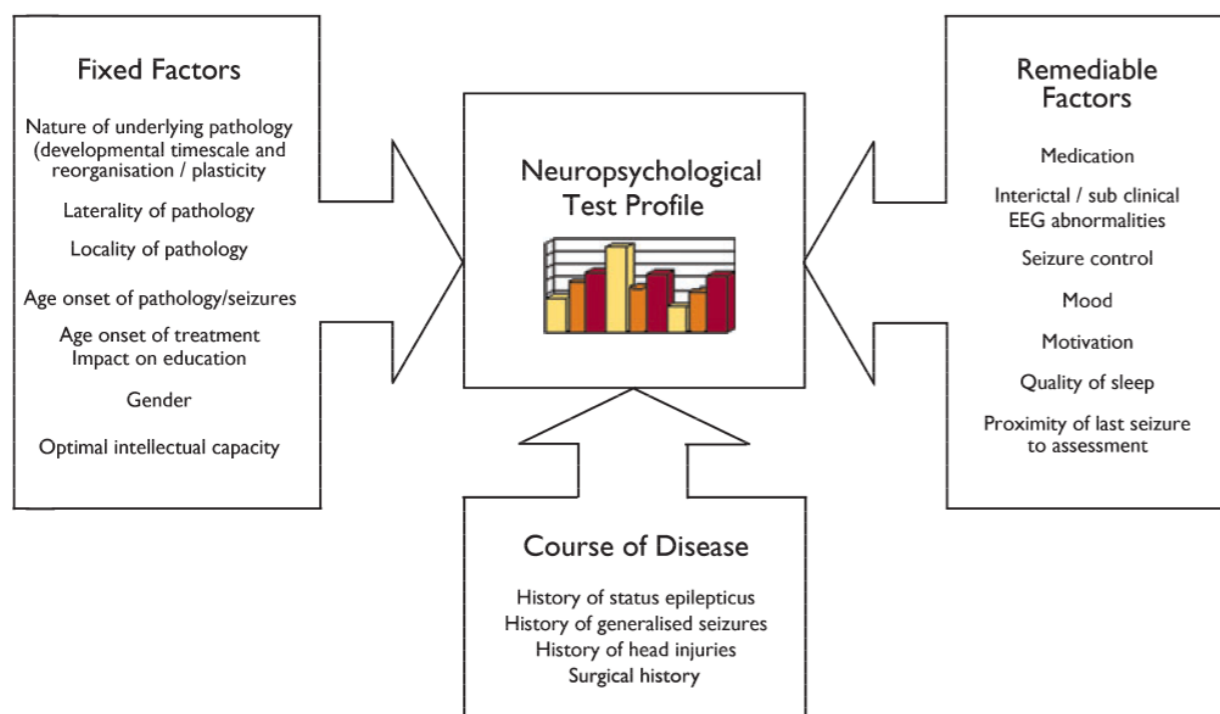 Fixed Factors
Nature of underlying pathology
(developmental timescale and
reorganisation / plasticity
Laterality of pathology
Locality of pathology
Age onset of pathology/seizures
Age onset of treatment
Impact on education
Gender
Optimal intellectual capacity
Neuropsychological
Test Profile
Remediable
Factors
Medication
Interictal / sub clinical
EEG abnormalities
Seizure control
Mood
Motivation
Quality of sleep
Proximity of last seizure
to assessment
Course of Disease
History of status epilepticus
History of generalised seizures
History of head injuries
Surgical history